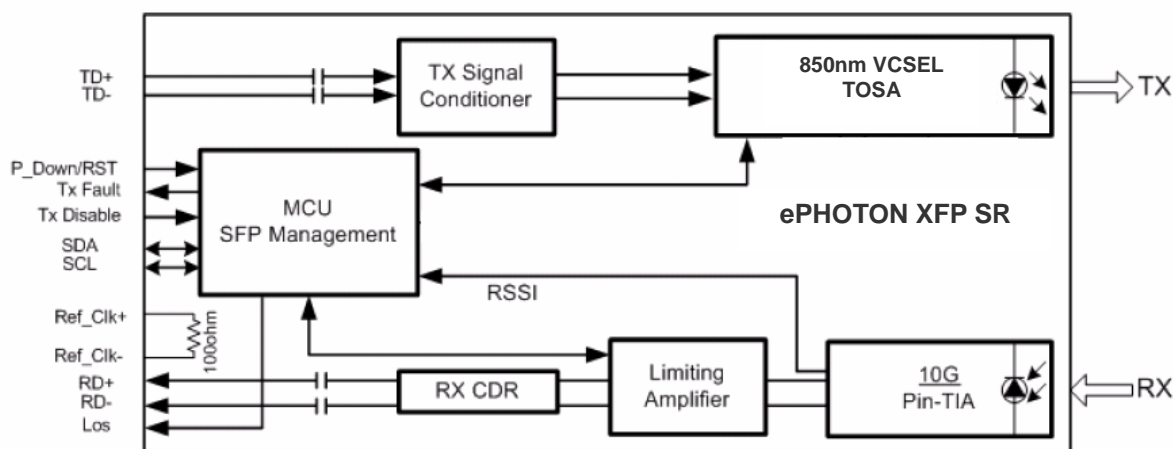 TD+
TD-
TX Signal
Conditioner
850nm VCSEL
TOSA
TX
P_Down/RST
Tx Fault
Tx Disable
SDA
SCL
MCU
SFP Management
ePHOTON XFP SR
RSSI
Ref_Clk+
Ref_Clk-
100ohm
RD+
RD-
Los
RX CDR
Limiting
Amplifier
10G
Pin-TIA
RX